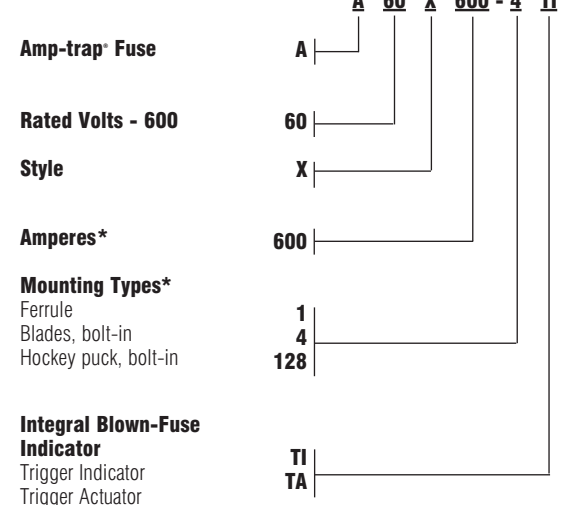 A 60 X 600 - 4 TI
Amp-trap® Fuse A
Rated Volts - 600 60
Style X
Amperes* 600
Mounting Types*
Ferrule 1
Blades, bolt-in 4
Hockey puck, bolt-in 128
Integral Blown-Fuse
Indicator
Trigger Indicator TI
Trigger Actuator TA